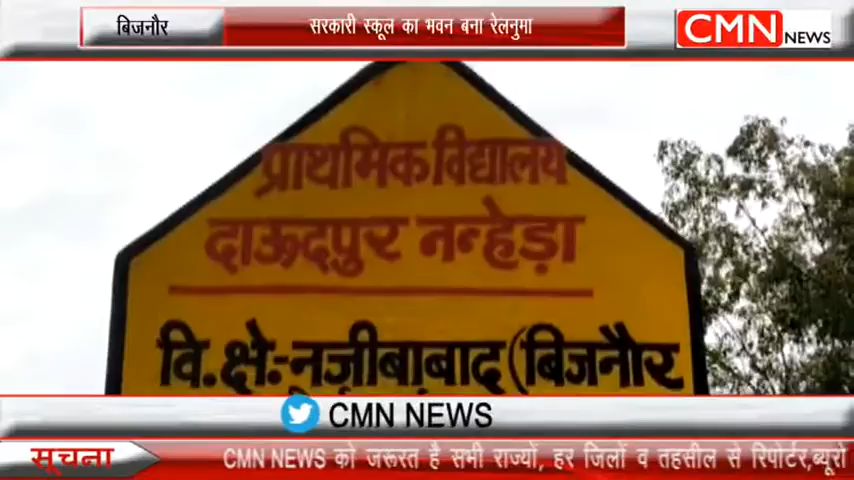 बिजनौर
सरकारी स्कूल का भवन बना रेलनुमा
CMN NEWS
प्राथमिक विद्यालय
दाऊदपुर नन्हेड़ा
वि.क्षे.-नजीबाबाद (बिजनौर
CMN NEWS
सूचना
CMN NEWS को जरूरत है सभी राज्यों, हर जिलों व तहसील से रिपोर्टर,ब्यूरो